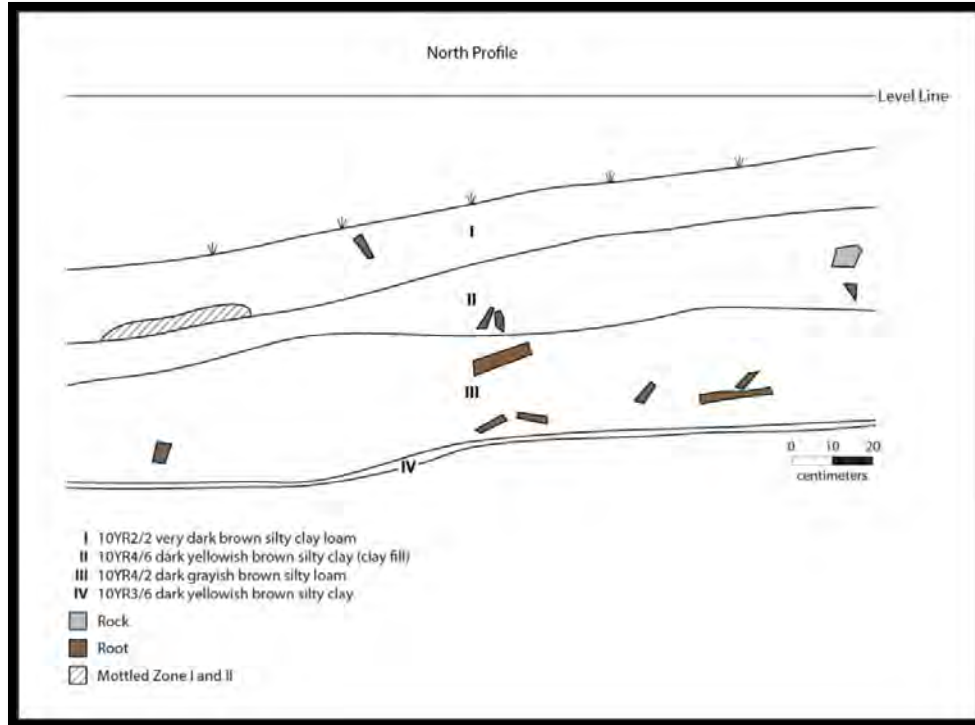 North Profile
Level Line
I
II
III
IV
0 10 20
centimeters
I 10YR2/2 very dark brown silty clay loam
II 10YR4/6 dark yellowish brown silty clay (clay fill)
III 10YR4/2 dark grayish brown silty loam
IV 10YR3/6 dark yellowish brown silty clay
Rock
Root
Mottled Zone I and II